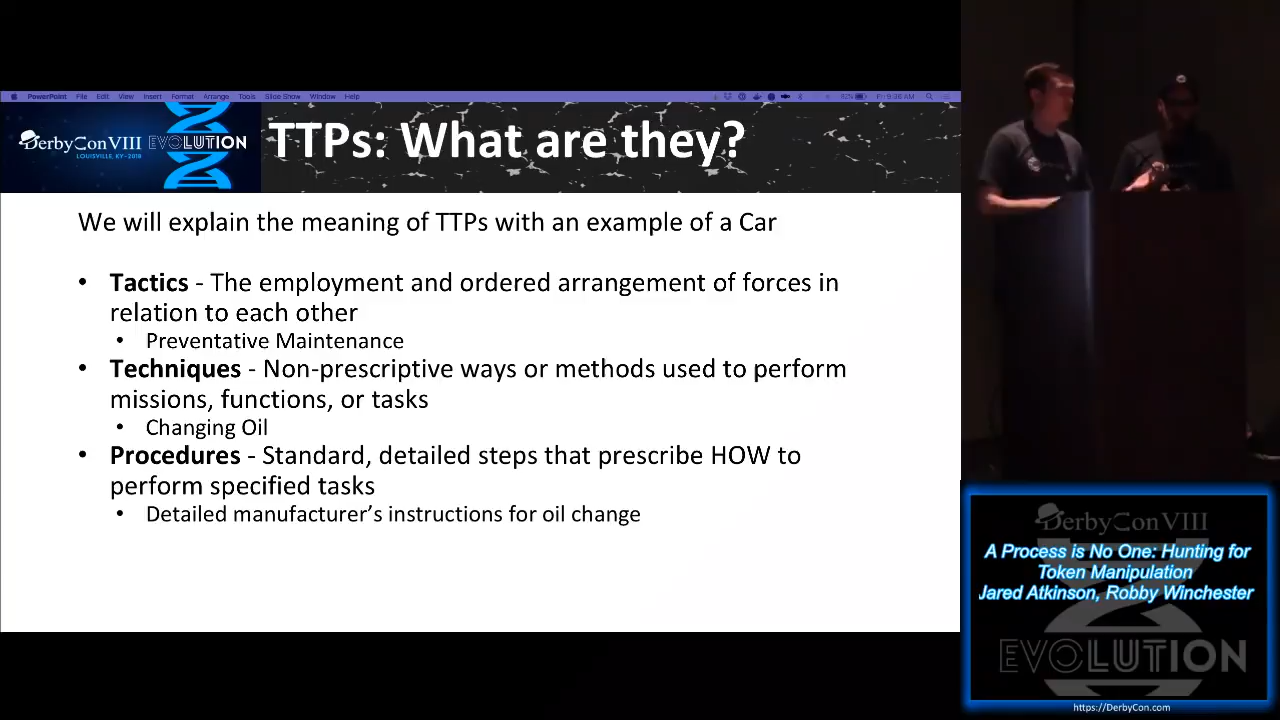 PowerPoint File Edit View Insert Format Arrange Tools Slide Show Window Help
92% Fri 9:36 AM
DerbyCon VIII EVOLUTION
LOUISVILLE, KY-2018
TTPs: What are they?
We will explain the meaning of TTPs with an example of a Car
• Tactics - The employment and ordered arrangement of forces in
relation to each other
• Preventative Maintenance
• Techniques - Non-prescriptive ways or methods used to perform
missions, functions, or tasks
• Changing Oil
• Procedures - Standard, detailed steps that prescribe HOW to
perform specified tasks
• Detailed manufacturer's instructions for oil change
DerbyCon VIII
A Process is No One: Hunting for
Token Manipulation
Jared Atkinson, Robby Winchester
EVOLUTION
https://DerbyCon.com